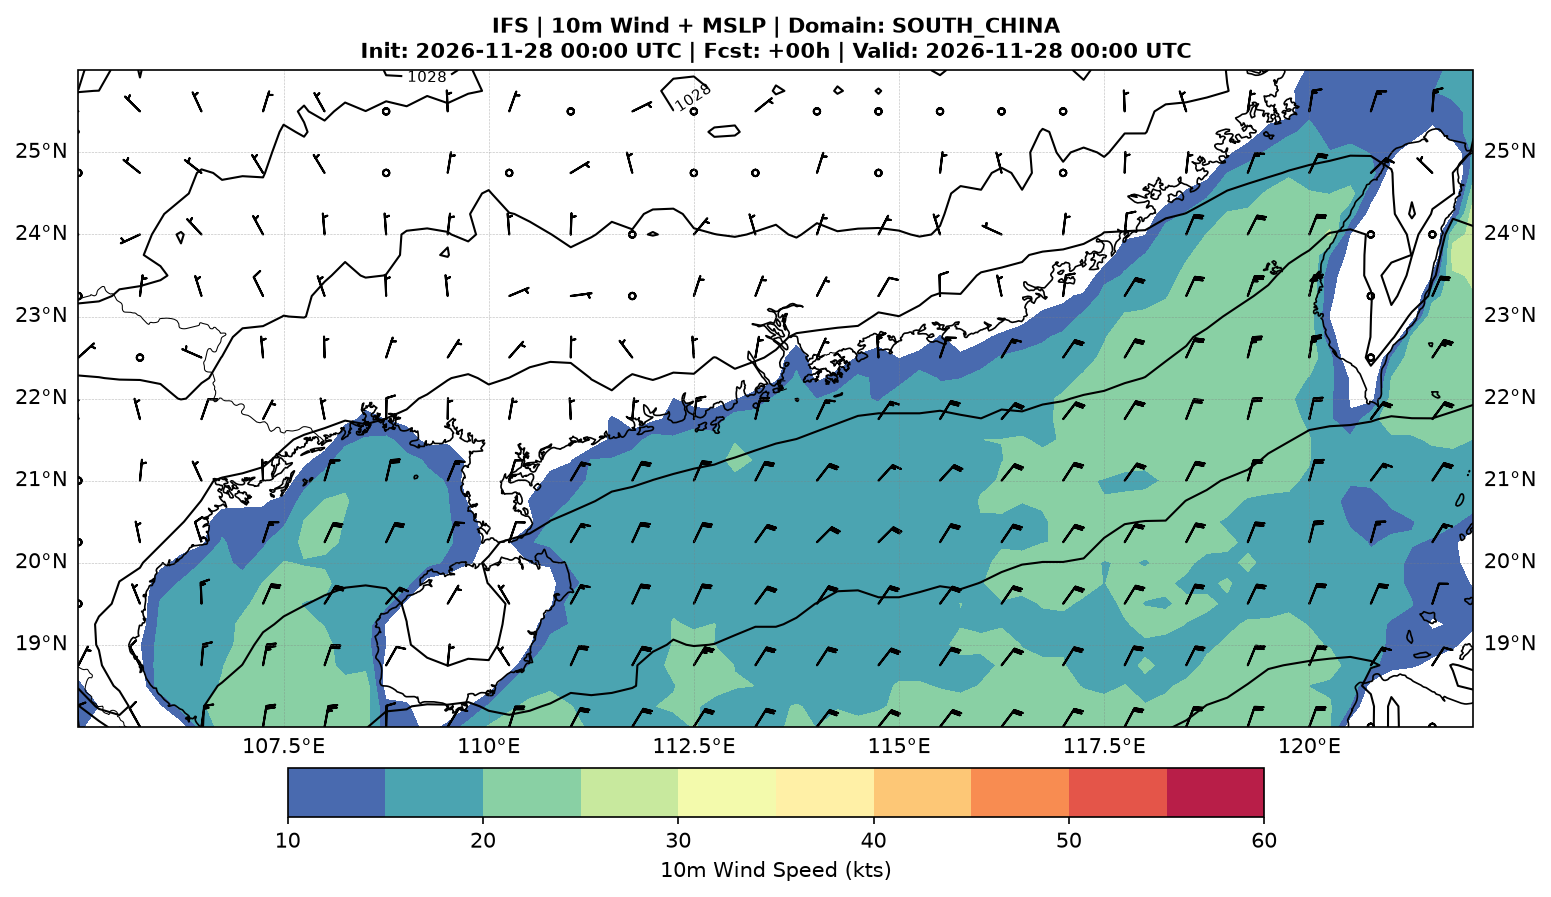 IFS | 10m Wind + MSLP | Domain: SOUTH_CHINA
Init: 2026-11-28 00:00 UTC | Fcst: +00h | Valid: 2026-11-28 00:00 UTC
1028
1028
25°N
25°N
24°N
24°N
23°N
23°N
22°N
22°N
21°N
21°N
20°N
20°N
19°N
19°N
107.5°E 110°E 112.5°E 115°E 117.5°E 120°E
10 20 30 40 50 60
10m Wind Speed (kts)